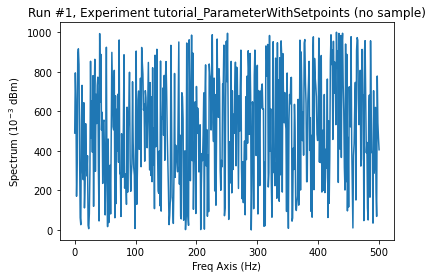 Run #1, Experiment tutorial_ParameterWithSetpoints (no sample)
1000
800
600
400
200
0
Spectrum (10⁻³ dBm)
0 100 200 300 400 500
Freq Axis (Hz)